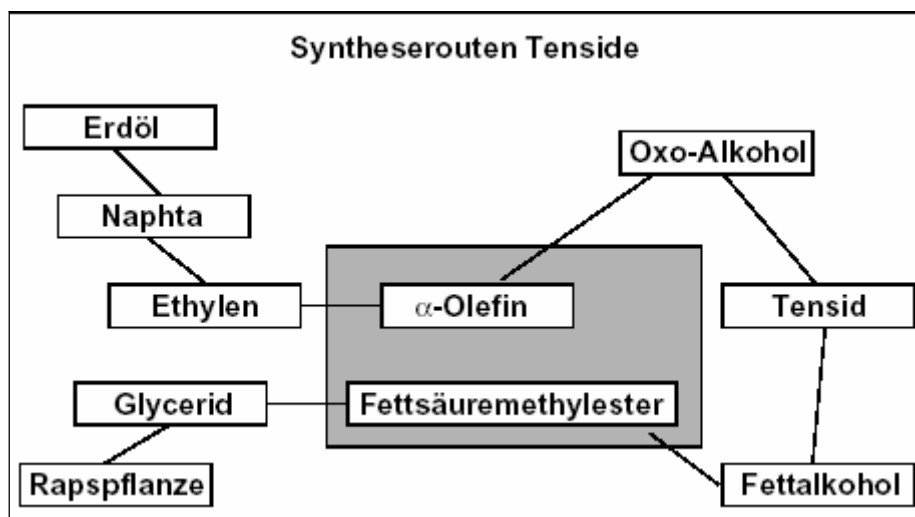 Syntheserouten Tenside
Erdöl
Oxo-Alkohol
Naphta
Ethylen
α-Olefin
Tensid
Glycerid
Fettsäuremethylester
Rapspflanze
Fettalkohol